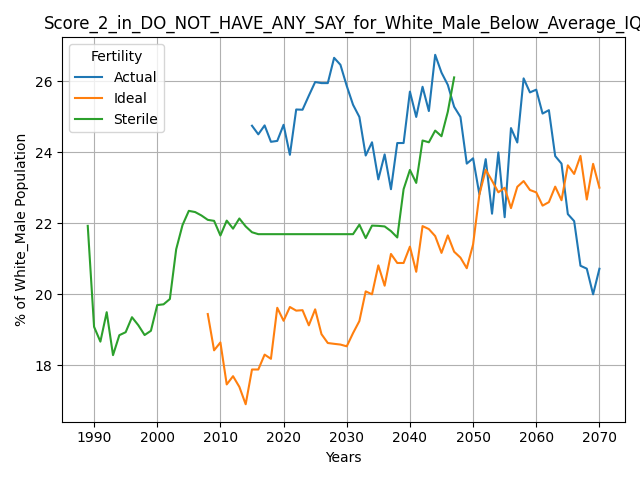 Score_2_in_DO_NOT_HAVE_ANY_SAY_for_White_Male_Below_Average_IQ
Fertility
Actual
Ideal
Sterile
% of White_Male Population
26
24
22
20
18
1990 2000 2010 2020 2030 2040 2050 2060 2070
Years